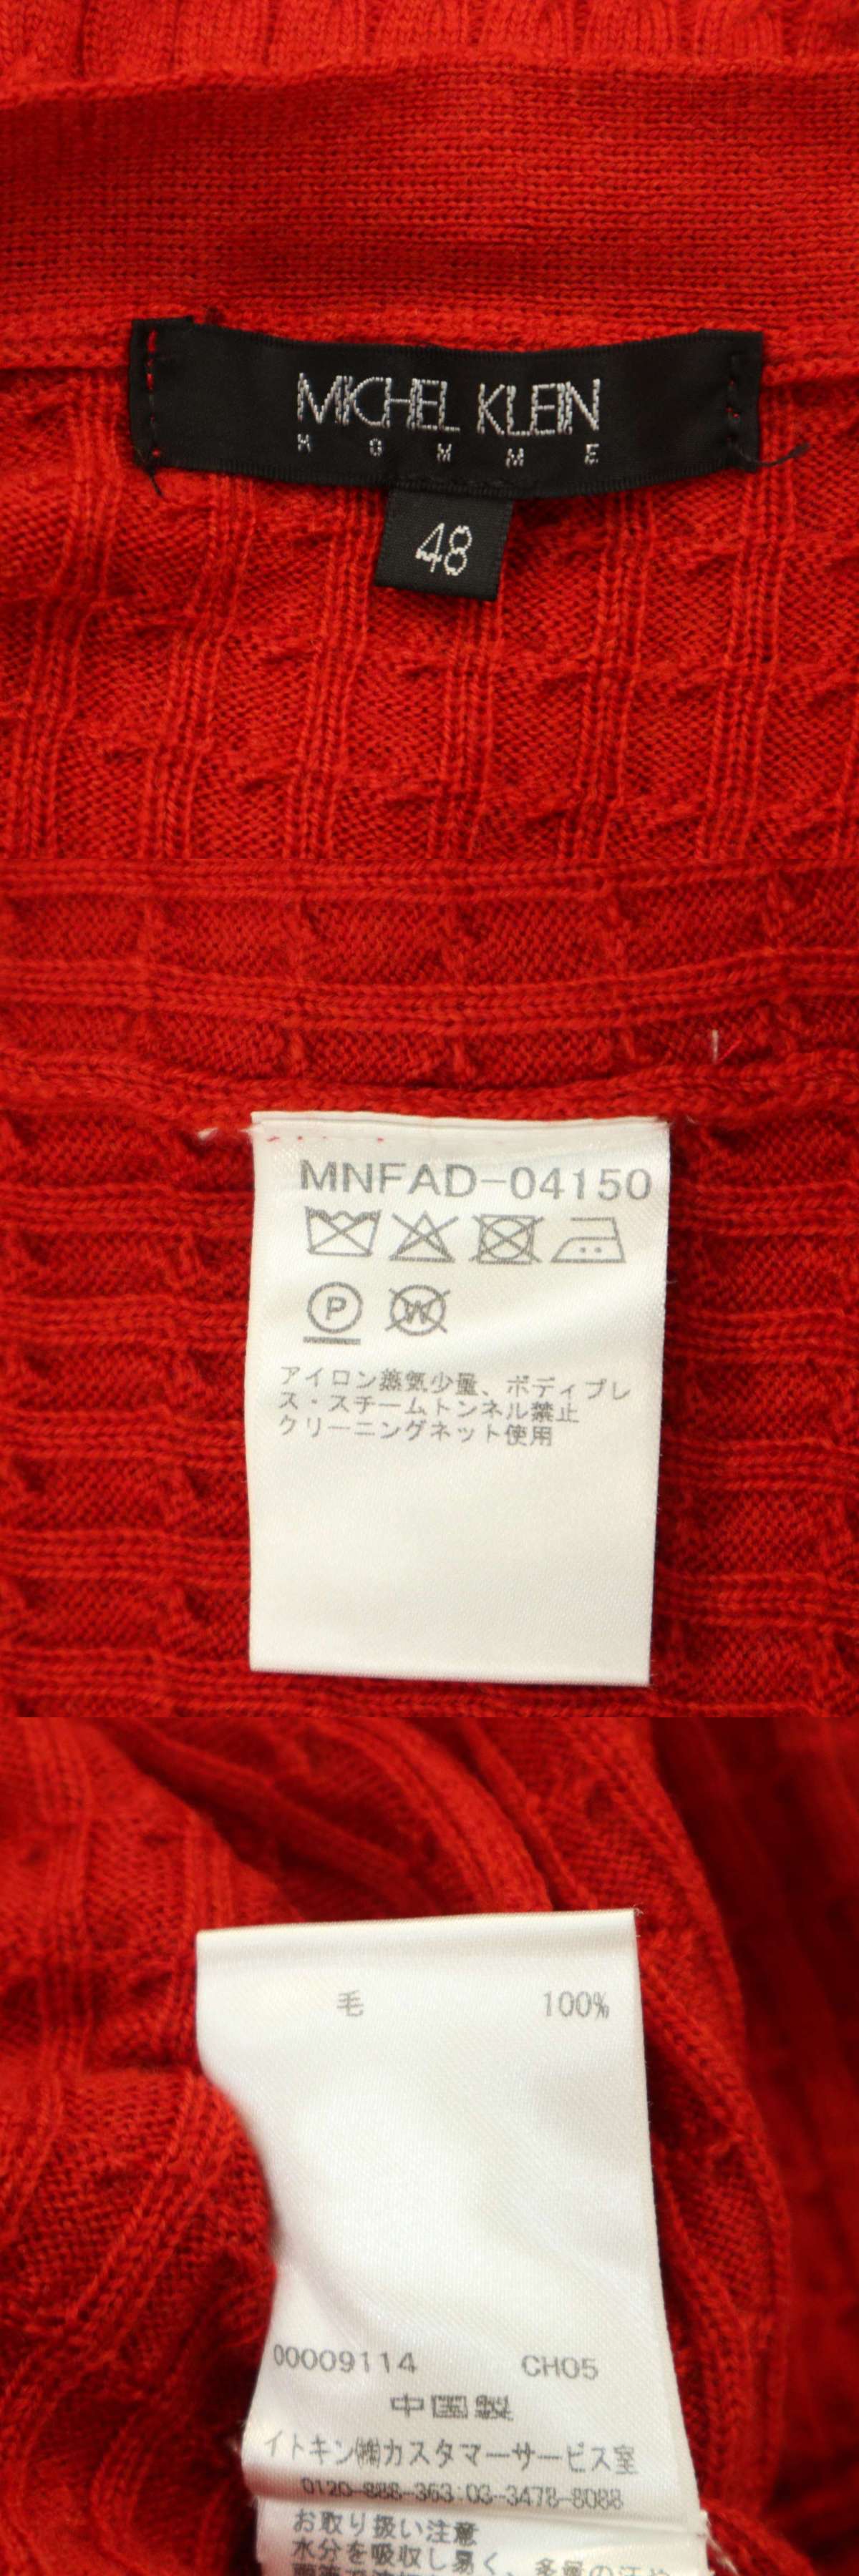 MICHEL KLEIN
HOMME
48
MNFAD-04150
P W
アイロン蒸気少量、ボディプレ
ス・スチームトンネル禁止
クリーニングネット使用
毛 100%
00009114 CH05
中国製
イトキン㈱カスタマーサービス室
0120-888-363:03-3478-8088
お取り扱い注意
水分を吸収し易く、多量の汗や